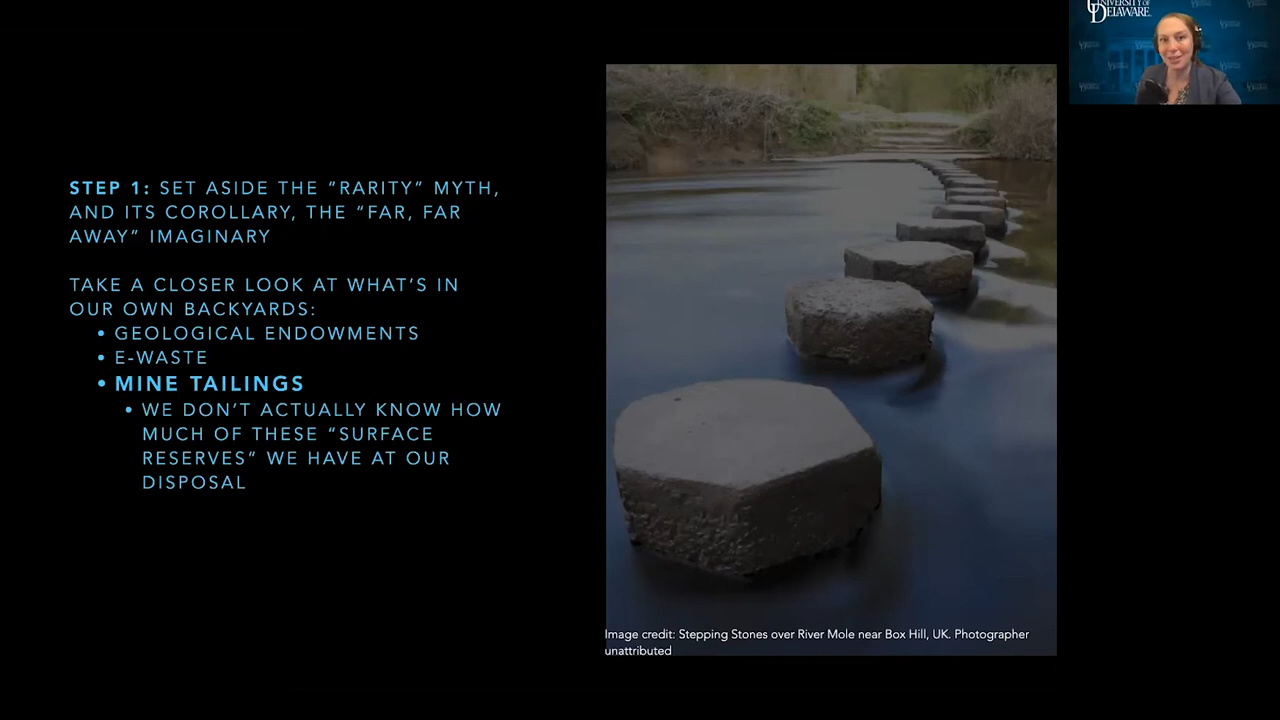 UNIVERSITY OF
DELAWARE
STEP 1: SET ASIDE THE “RARITY” MYTH,
AND ITS COROLLARY, THE “FAR, FAR
AWAY” IMAGINARY
TAKE A CLOSER LOOK AT WHAT’S IN
OUR OWN BACKYARDS:
• GEOLOGICAL ENDOWMENTS
• E-WASTE
• MINE TAILINGS
• WE DON’T ACTUALLY KNOW HOW
MUCH OF THESE “SURFACE
RESERVES” WE HAVE AT OUR
DISPOSAL
Image credit: Stepping Stones over River Mole near Box Hill, UK. Photographer
unattributed